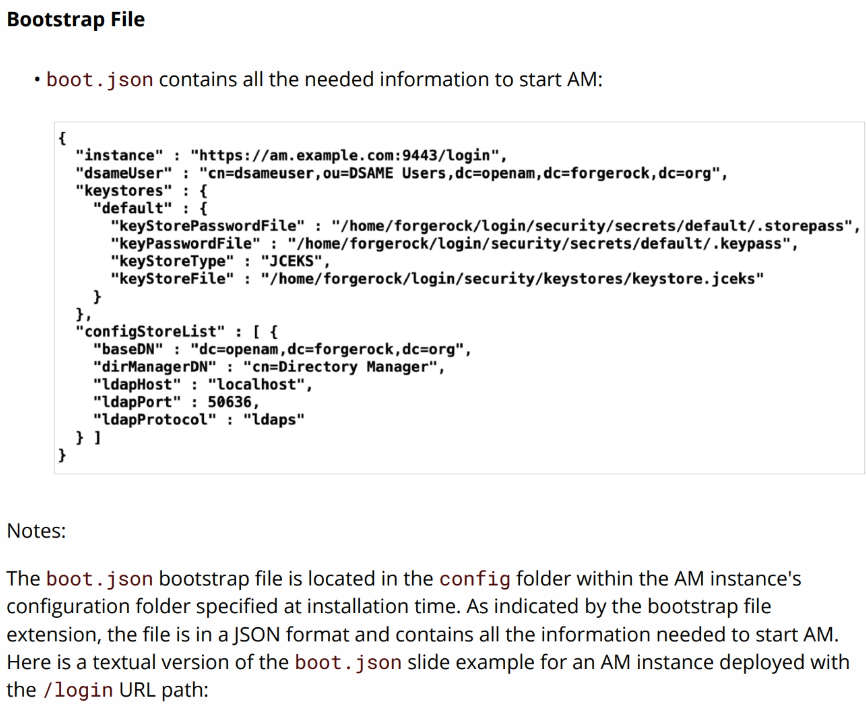 Bootstrap File
• boot.json contains all the needed information to start AM:
{
  "instance" : "https://am.example.com:9443/login",
  "dsameUser" : "cn=dsameuser,ou=DSAME Users,dc=openam,dc=forgerock,dc=org",
  "keystores" : {
    "default" : {
      "keyStorePasswordFile" : "/home/forgerock/login/security/secrets/default/.storepass",
      "keyPasswordFile" : "/home/forgerock/login/security/secrets/default/.keypass",
      "keyStoreType" : "JCEKS",
      "keyStoreFile" : "/home/forgerock/login/security/keystores/keystore.jceks"
    }
  },
  "configStoreList" : [ {
    "baseDN" : "dc=openam,dc=forgerock,dc=org",
    "dirManagerDN" : "cn=Directory Manager",
    "ldapHost" : "localhost",
    "ldapPort" : 50636,
    "ldapProtocol" : "ldaps"
  } ]
}
Notes:
The boot.json bootstrap file is located in the config folder within the AM instance's
configuration folder specified at installation time. As indicated by the bootstrap file
extension, the file is in a JSON format and contains all the information needed to start AM.
Here is a textual version of the boot.json slide example for an AM instance deployed with
the /login URL path: